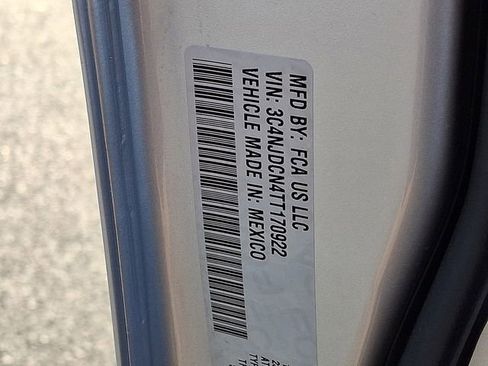 MFD BY: FCA US LLC
VIN: 3C4NJDCN4TT170922
VEHICLE MADE IN: MEXICO